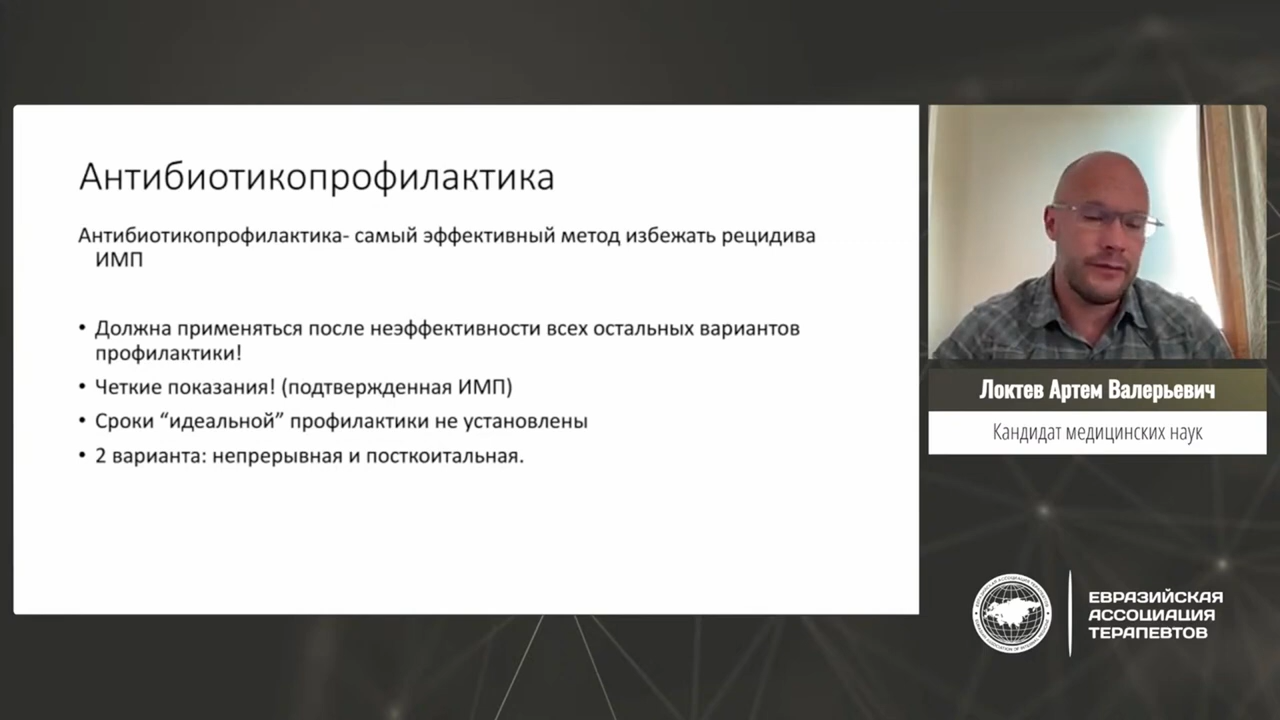 Антибиотикопрофилактика
Антибиотикопрофилактика- самый эффективный метод избежать рецидива
ИМП
• Должна применяться после неэффективности всех остальных вариантов
профилактики!
• Четкие показания! (подтвержденная ИМП)
• Сроки “идеальной” профилактики не установлены
• 2 варианта: непрерывная и посткоитальная.
Локтев Артем Валерьевич
Кандидат медицинских наук
ЕВРАЗИЙСКАЯ
АССОЦИАЦИЯ
ТЕРАПЕВТОВ